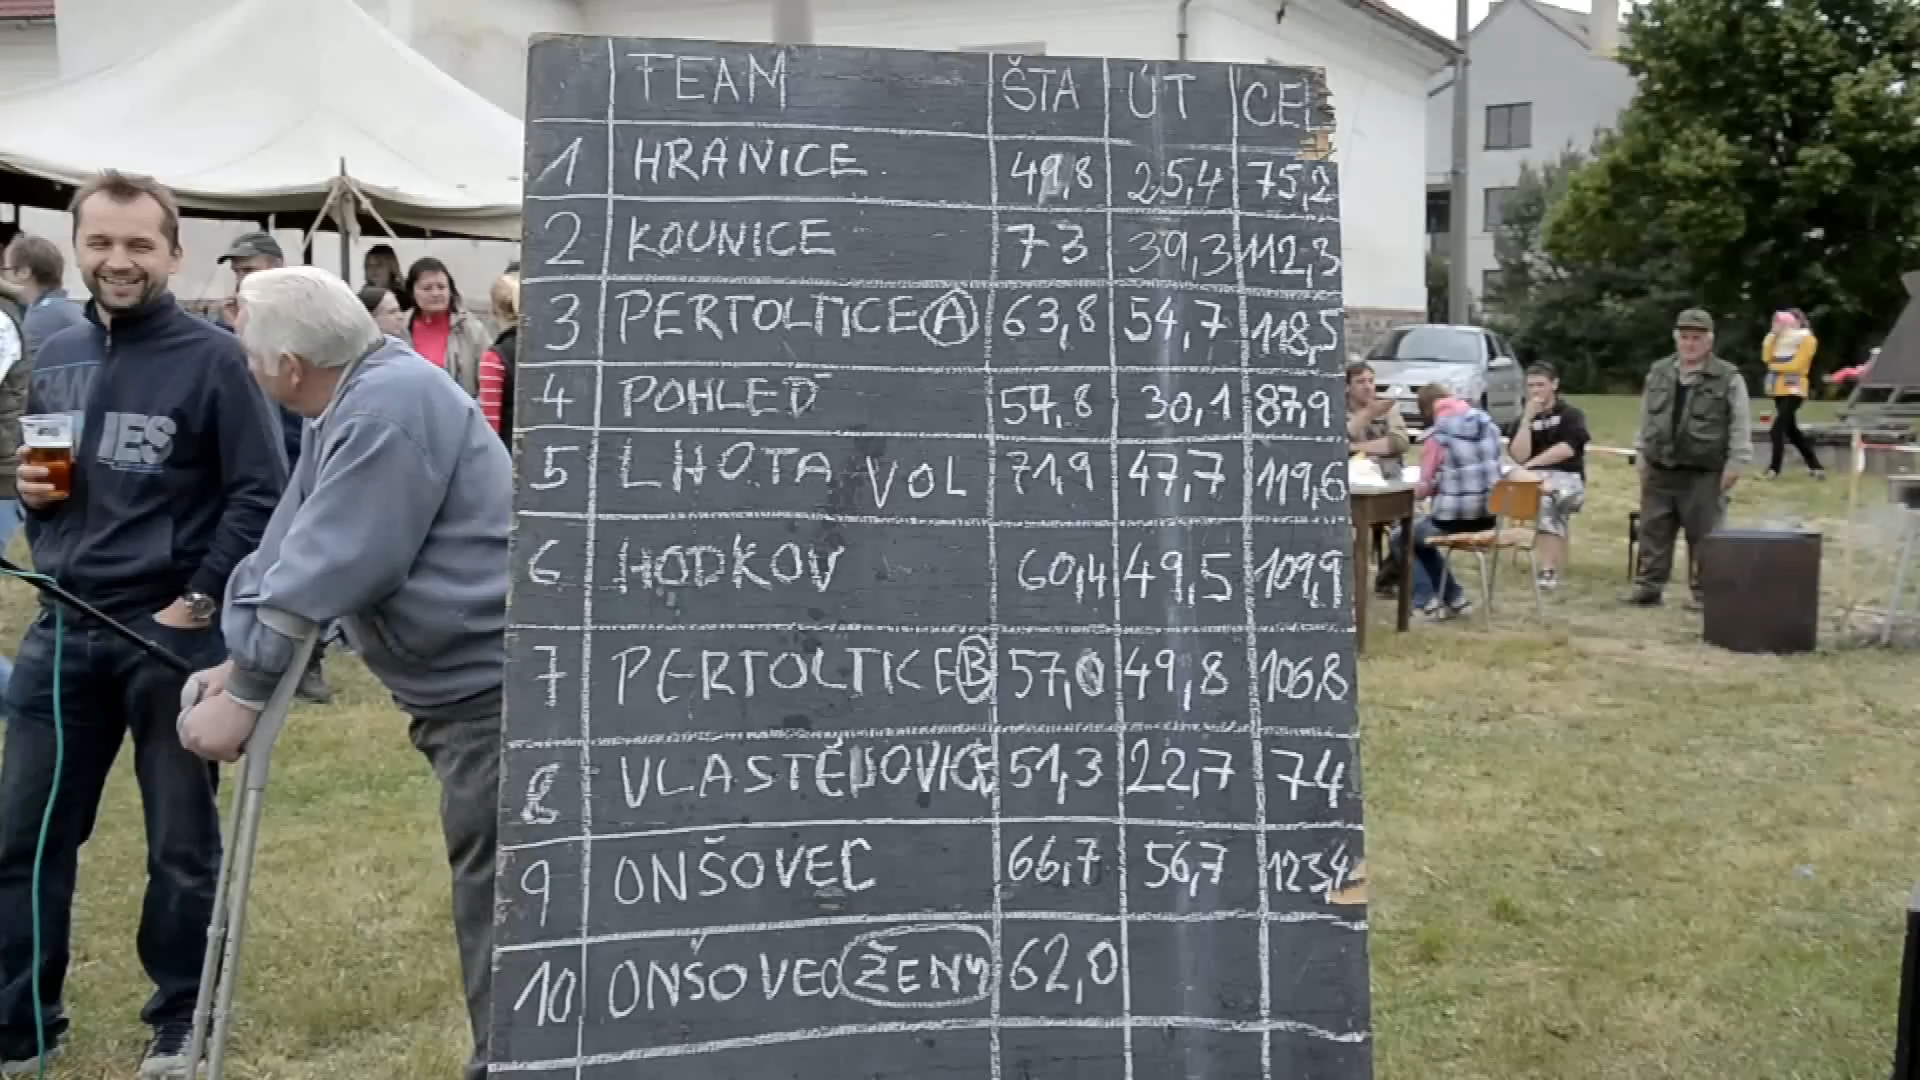 TEAM ŠTA ÚT CEL
1 HRANICE 49,8 25,4 75,2
2 KOUNICE 73 39,3 112,3
3 PERTOLTICE A 63,8 54,7 118,5
4 POHLEĎ 57,8 30,1 87,9
5 LHOTA VOL 71,9 47,7 119,6
6 HODKOV 60,4 49,5 109,9
7 PERTOLTICE B 57,0 49,8 106,8
8 VLASTĚJOVICE 51,3 22,7 74
9 ONŠOVEC 66,7 56,7 123,4
10 ONŠOVEC ŽENY 62,0
IES